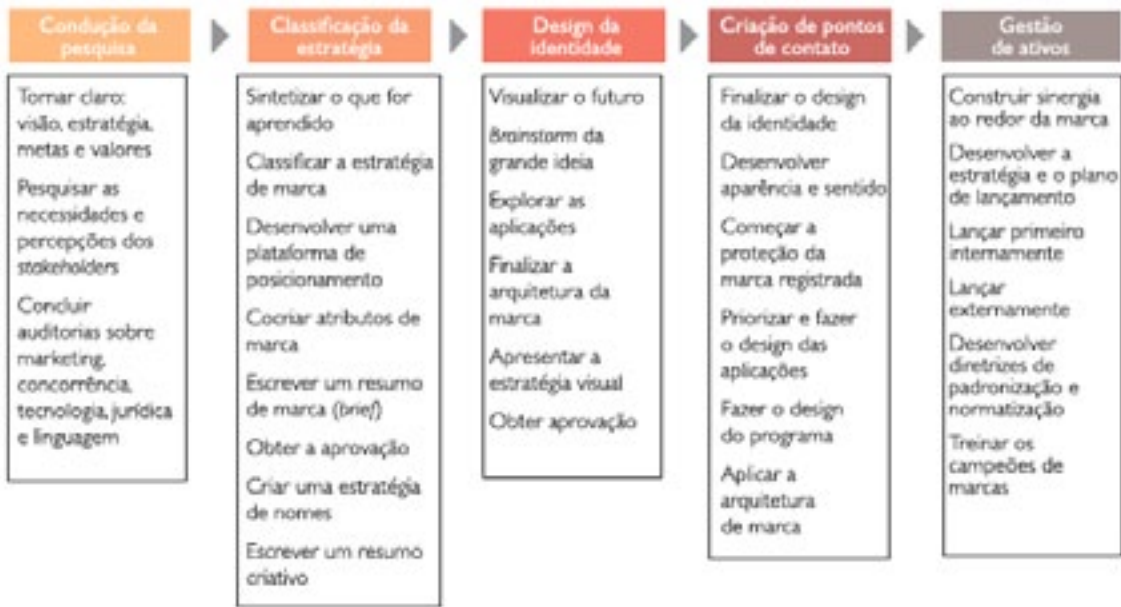 Condução da
pesquisa
Classificação da
estratégia
Design da
identidade
Criação de pontos
de contato
Gestão
de ativos
Tornar claro:
visão, estratégia,
metas e valores
Pesquisar as
necessidades e
percepções dos
stakeholders
Concluir
auditorias sobre
marketing,
concorrência,
tecnologia, jurídica
e linguagem
Sintetizar o que for
aprendido
Classificar a estratégia
de marca
Desenvolver uma
plataforma de
posicionamento
Cocriar atributos de
marca
Escrever um resumo
de marca (brief)
Obter a aprovação
Criar uma estratégia
de nomes
Escrever um resumo
criativo
Visualizar o futuro
Brainstorm da
grande ideia
Explorar as
aplicações
Finalizar a
arquitetura da
marca
Apresentar a
estratégia visual
Obter aprovação
Finalizar o design
da identidade
Desenvolver
aparência e sentido
Começar a
proteção da
marca registrada
Priorizar e fazer
o design das
aplicações
Fazer o design
do programa
Aplicar a
arquitetura
de marca
Construir sinergia
ao redor da marca
Desenvolver a
estratégia e o plano
de lançamento
Lançar primeiro
internamente
Lançar
externamente
Desenvolver
diretrizes de
padronização e
normatização
Treinar os
campeões de
marcas